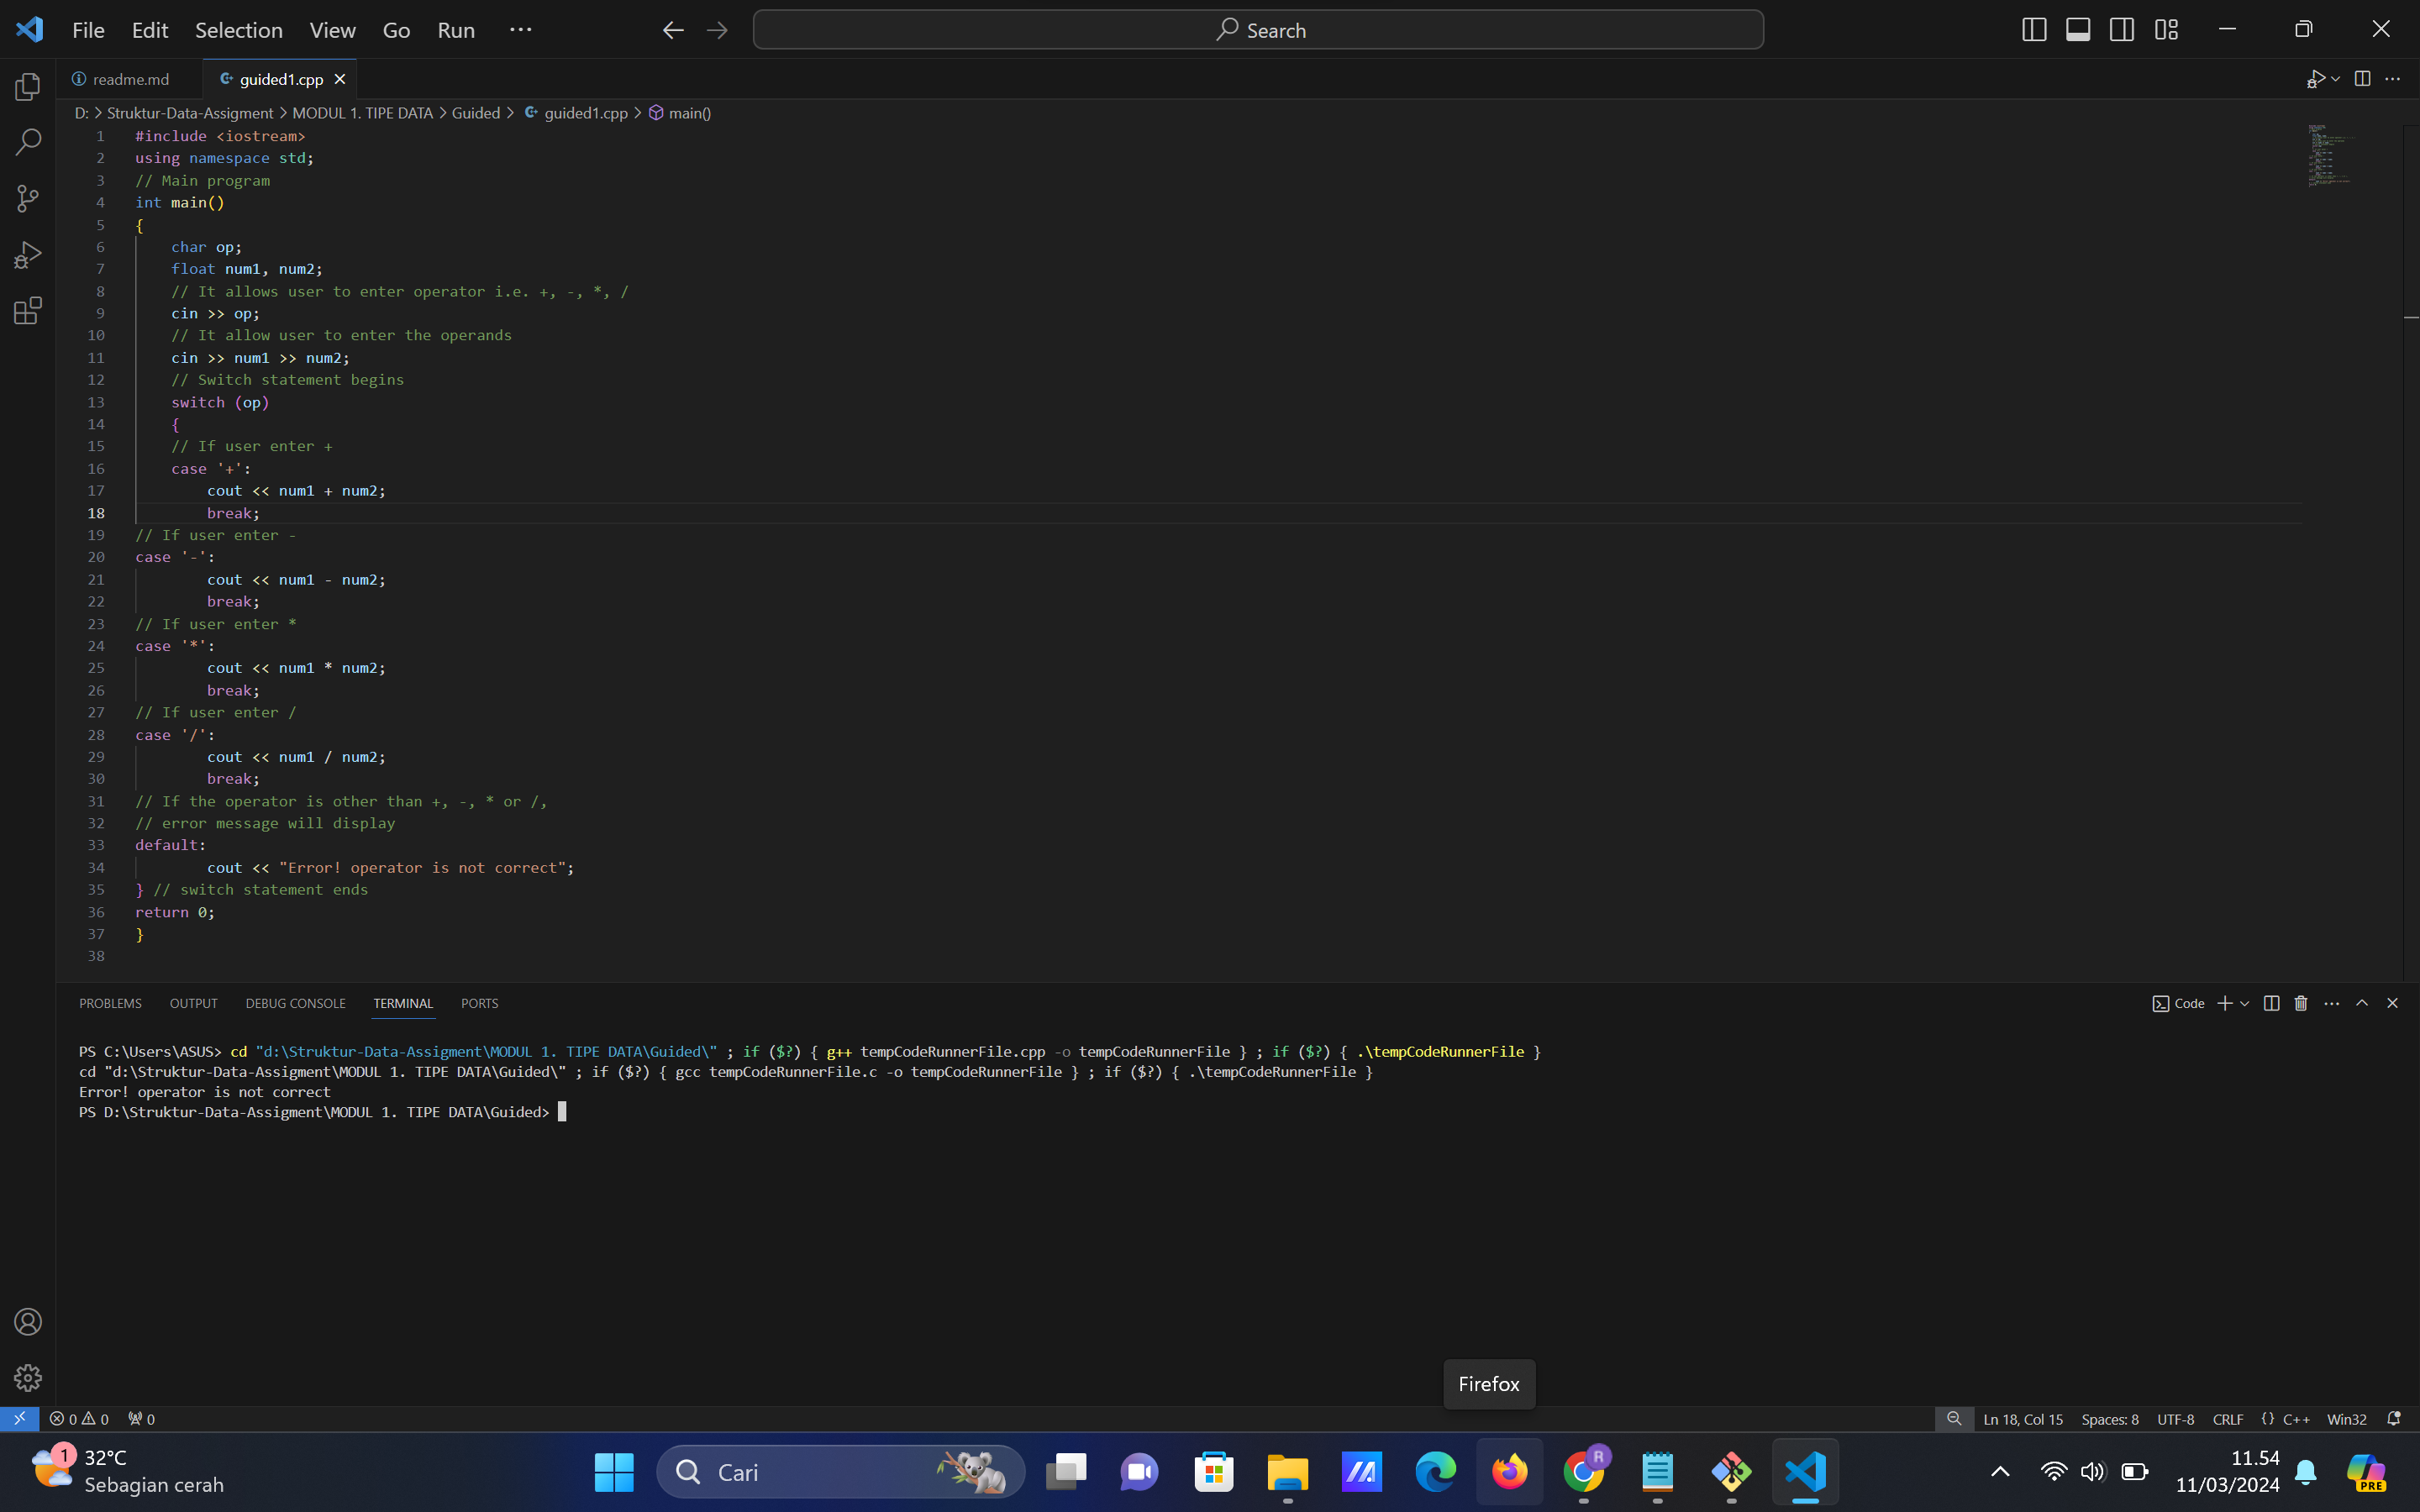 File Edit Selection View Go Run ··· Search
readme.md guided1.cpp
D: > Struktur-Data-Assigment > MODUL 1. TIPE DATA > Guided > guided1.cpp > main()
1 #include <iostream>
2 using namespace std;
3 // Main program
4 int main()
5 {
6 char op;
7 float num1, num2;
8 // It allows user to enter operator i.e. +, -, *, /
9 cin >> op;
10 // It allow user to enter the operands
11 cin >> num1 >> num2;
12 // Switch statement begins
13 switch (op)
14 {
15 // If user enter +
16 case '+':
17 cout << num1 + num2;
18 break;
19 // If user enter -
20 case '-':
21 cout << num1 - num2;
22 break;
23 // If user enter *
24 case '*':
25 cout << num1 * num2;
26 break;
27 // If user enter /
28 case '/':
29 cout << num1 / num2;
30 break;
31 // If the operator is other than +, -, * or /,
32 // error message will display
33 default:
34 cout << "Error! operator is not correct";
35 } // switch statement ends
36 return 0;
37 }
38
PROBLEMS OUTPUT DEBUG CONSOLE TERMINAL PORTS Code
PS C:\Users\ASUS> cd "d:\Struktur-Data-Assigment\MODUL 1. TIPE DATA\Guided\" ; if ($?) { g++ tempCodeRunnerFile.cpp -o tempCodeRunnerFile } ; if ($?) { .\tempCodeRunnerFile }
cd "d:\Struktur-Data-Assigment\MODUL 1. TIPE DATA\Guided\" ; if ($?) { gcc tempCodeRunnerFile.c -o tempCodeRunnerFile } ; if ($?) { .\tempCodeRunnerFile }
Error! operator is not correct
PS D:\Struktur-Data-Assigment\MODUL 1. TIPE DATA\Guided>
Firefox
0 0 0 Ln 18, Col 15 Spaces: 8 UTF-8 CRLF {} C++ Win32
1 32°C
Sebagian cerah
Cari
R
11.54
11/03/2024
PRE